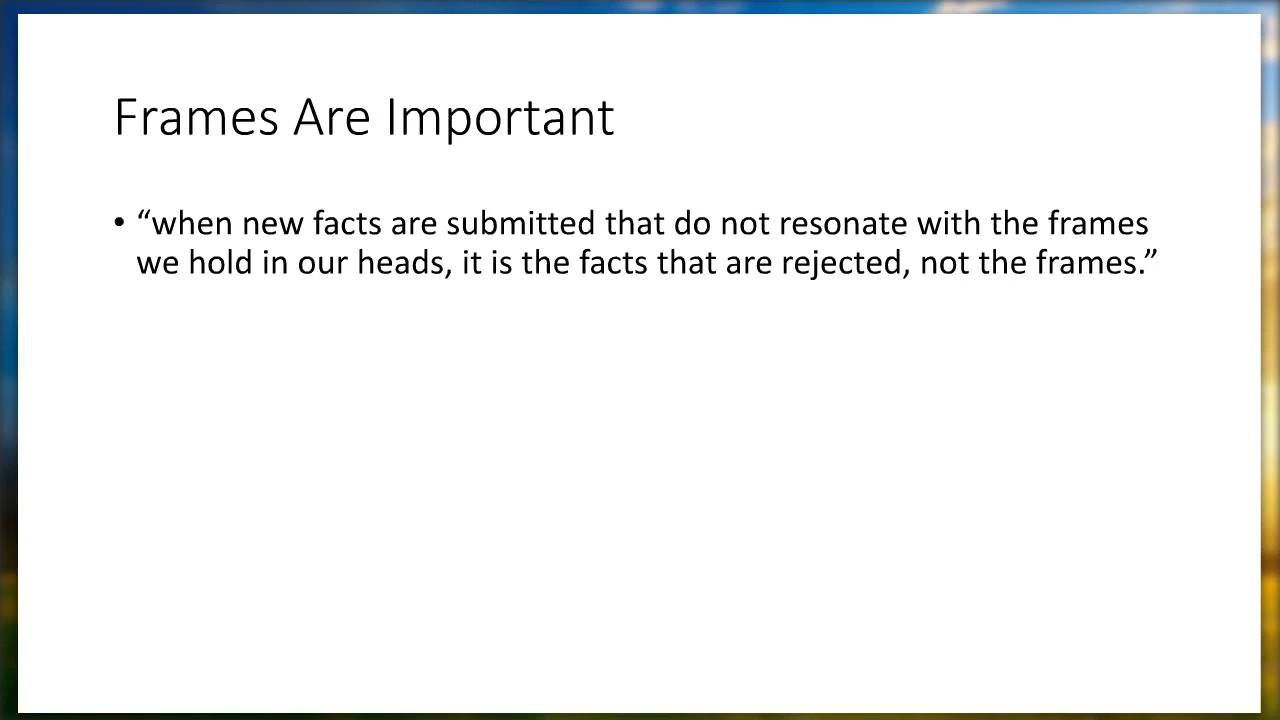 Frames Are Important
• “when new facts are submitted that do not resonate with the frames
we hold in our heads, it is the facts that are rejected, not the frames.”